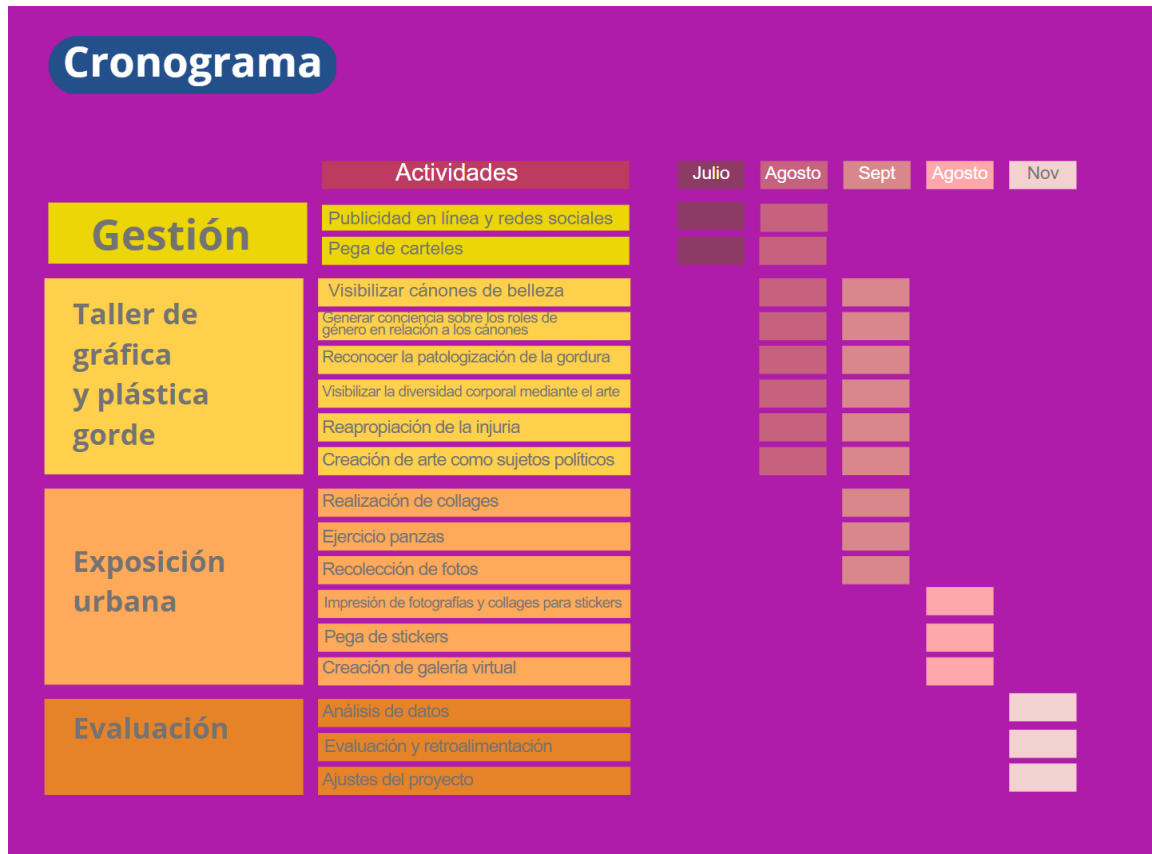 Cronograma
Actividades
Julio
Agosto
Sept
Agosto
Nov
Gestión
Publicidad en línea y redes sociales
Pega de carteles
Taller de
gráfica
y plástica
gorde
Visibilizar cánones de belleza
Generar conciencia sobre los roles de
género en relación a los cánones
Reconocer la patologización de la gordura
Visibilizar la diversidad corporal mediante el arte
Reapropiación de la injuria
Creación de arte como sujetos políticos
Exposición
urbana
Realización de collages
Ejercicio panzas
Recolección de fotos
Impresión de fotografías y collages para stickers
Pega de stickers
Creación de galería virtual
Evaluación
Análisis de datos
Evaluación y retroalimentación
Ajustes del proyecto